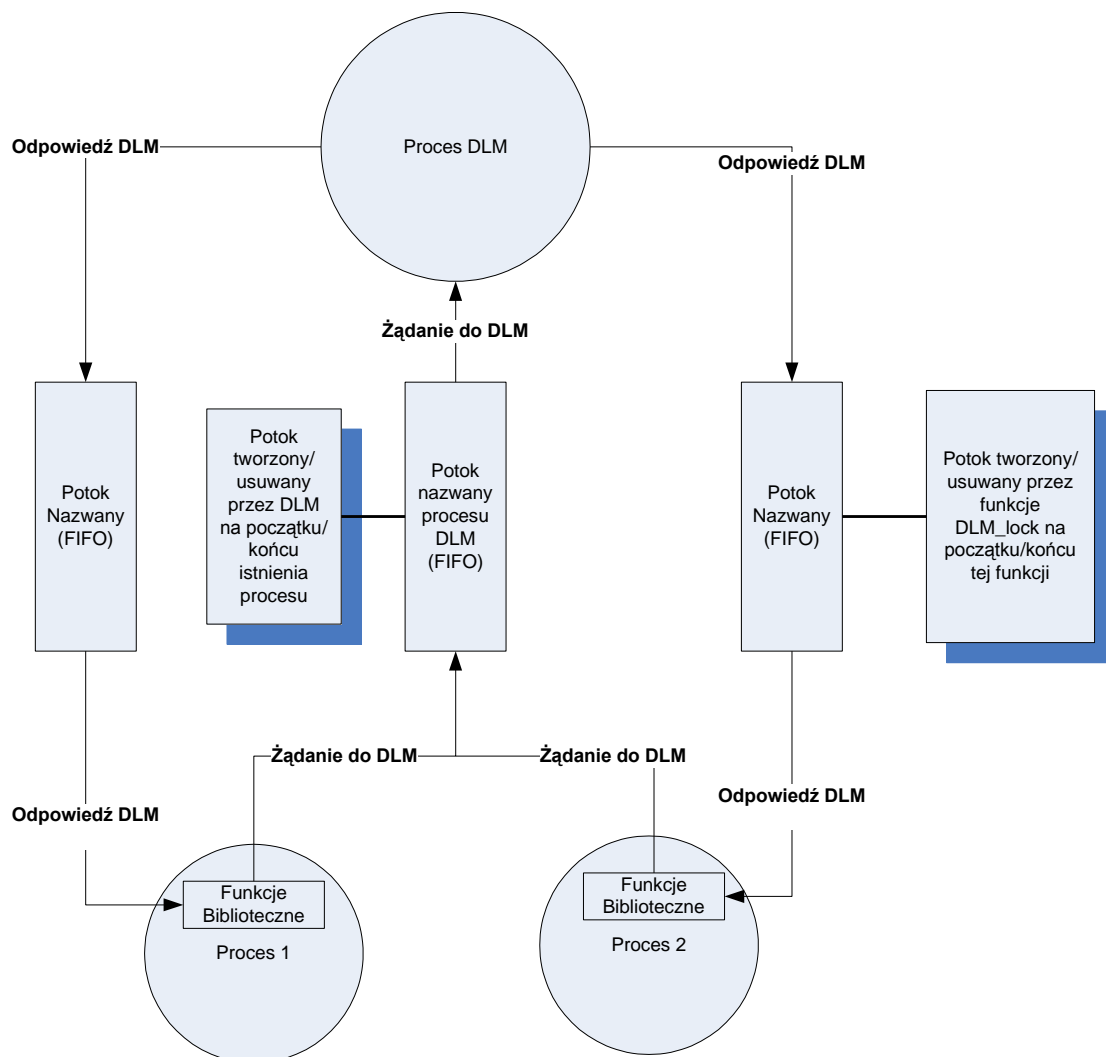 Proces DLM
Odpowiedź DLM
Odpowiedź DLM
Żądanie do DLM
Potok
Nazwany
(FIFO)
Potok
tworzony/
usuwany
przez DLM
na początku/
końcu
istnienia
procesu
Potok
nazwany
procesu
DLM
(FIFO)
Potok
Nazwany
(FIFO)
Potok tworzony/
usuwany przez
funkcje
DLM_lock na
początku/końcu
tej funkcji
Żądanie do DLM
Żądanie do DLM
Odpowiedź DLM
Odpowiedź DLM
Funkcje
Biblioteczne
Proces 1
Funkcje
Biblioteczne
Proces 2